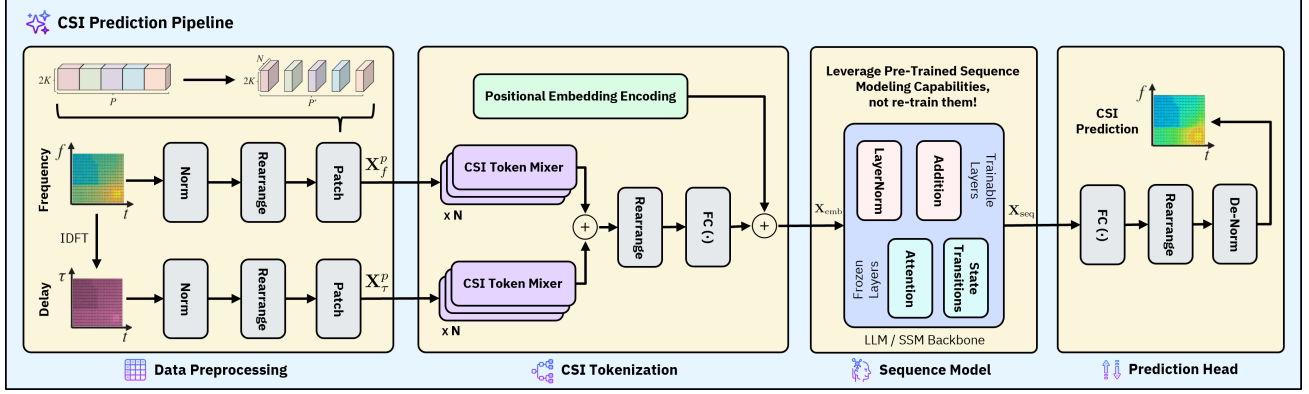 CSI Prediction Pipeline
2K
P
N
2K
P'
Frequency
f
t
Norm
Rearrange
Patch
X_f^p
IDFT
Delay
τ
t
Norm
Rearrange
Patch
X_τ^p
Data Preprocessing
Positional Embedding Encoding
CSI Token Mixer
x N
CSI Token Mixer
x N
+
Rearrange
FC (·)
+
CSI Tokenization
X_emb
Leverage Pre-Trained Sequence
Modeling Capabilities,
not re-train them!
LayerNorm
Addition
Trainable
Layers
Frozen
Layers
Attention
State
Transitions
LLM / SSM Backbone
Sequence Model
X_seq
CSI
Prediction
f
t
FC (·)
Rearrange
De-Norm
Prediction Head